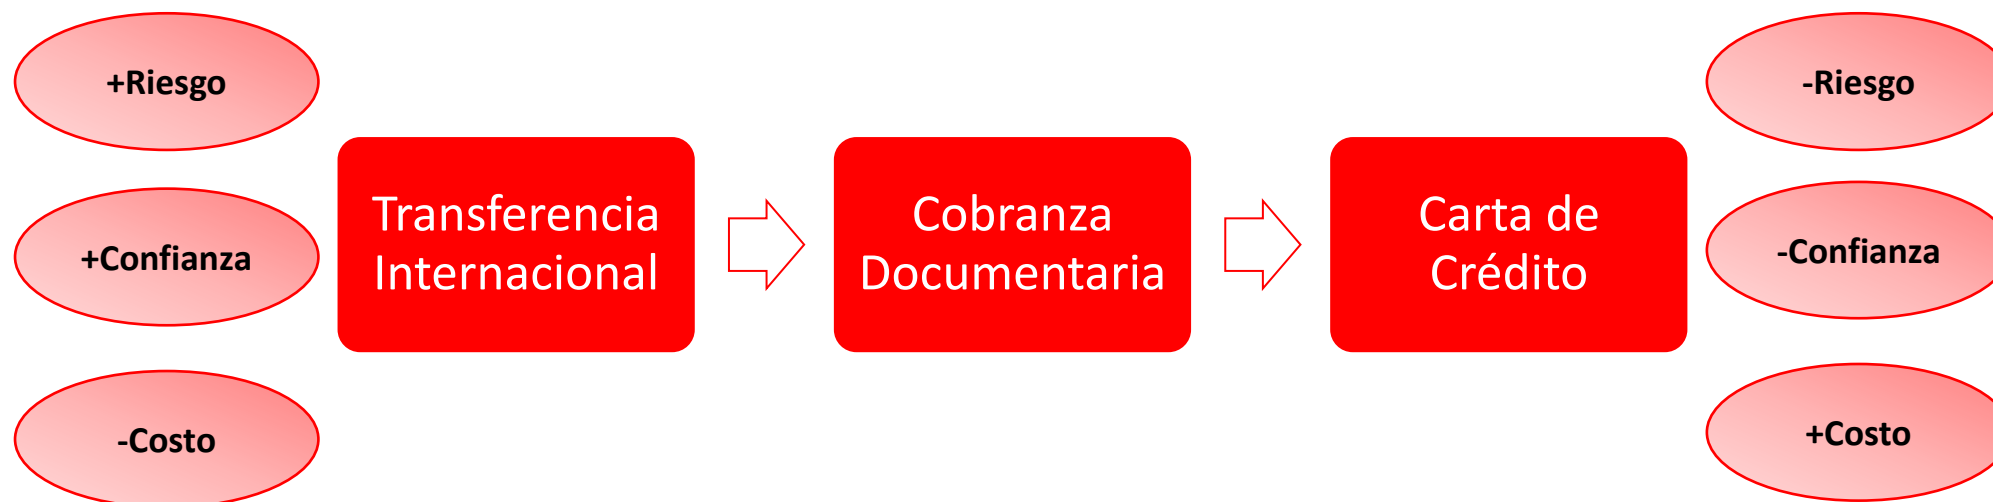 +Riesgo
+Confianza
-Costo
Transferencia
Internacional
Cobranza
Documentaria
Carta de
Crédito
-Riesgo
-Confianza
+Costo